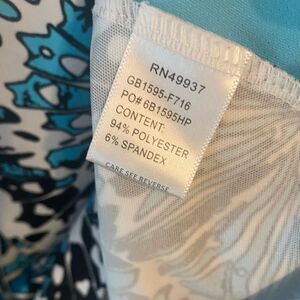 RN49937
GB1595-F716
PO# 6B1595HP
CONTENT:
94% POLYESTER
6% SPANDEX
CARE SEE REVERSE